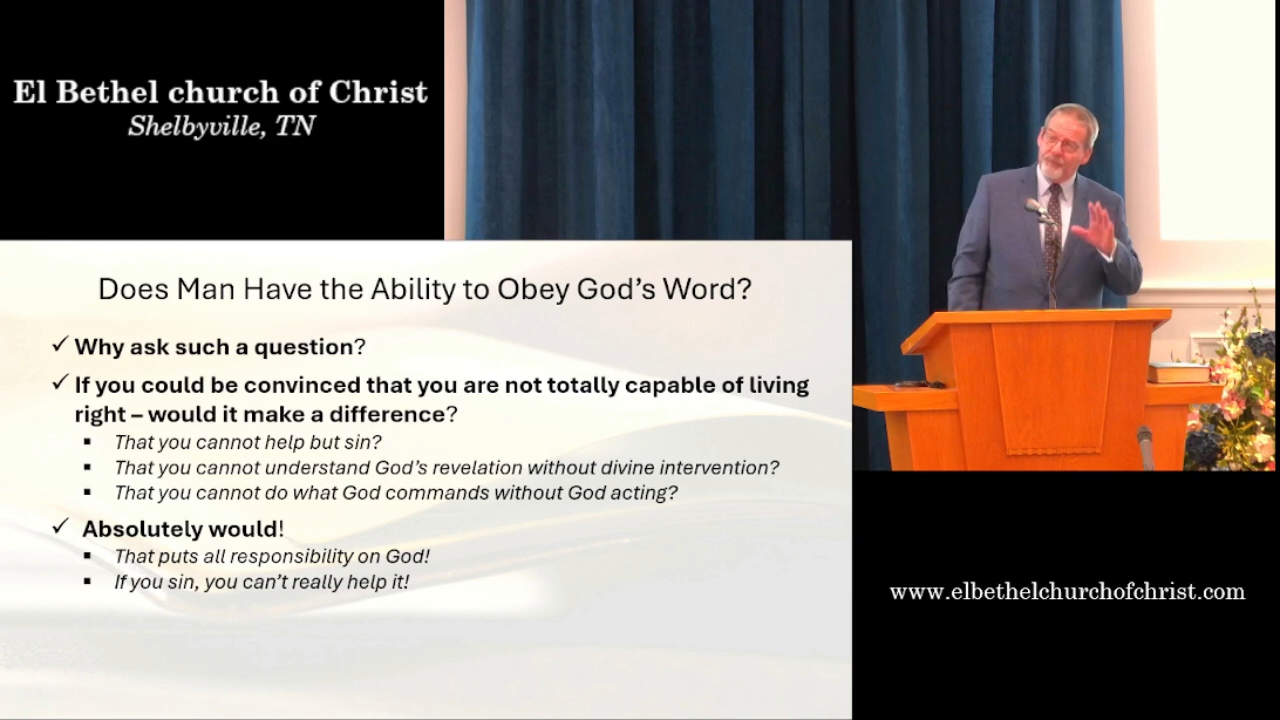 El Bethel church of Christ
Shelbyville, TN
Does Man Have the Ability to Obey God’s Word?
✓ Why ask such a question?
✓ If you could be convinced that you are not totally capable of living
right – would it make a difference?
▪ That you cannot help but sin?
▪ That you cannot understand God’s revelation without divine intervention?
▪ That you cannot do what God commands without God acting?
✓ Absolutely would!
▪ That puts all responsibility on God!
▪ If you sin, you can’t really help it!
www.elbethelchurchofchrist.com